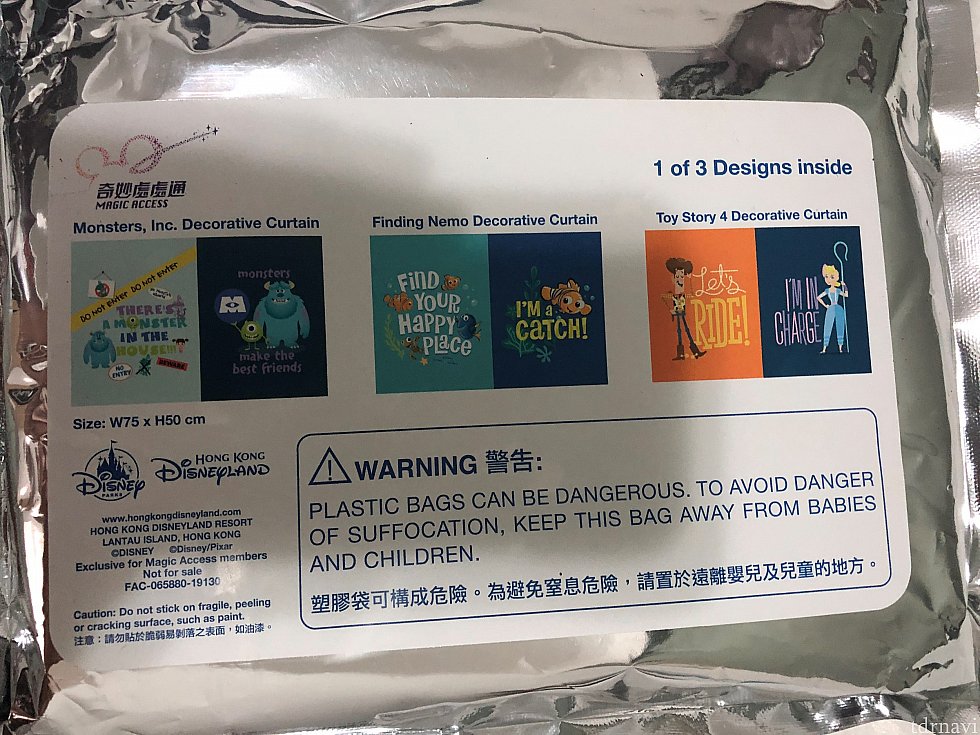 奇妙處處通
MAGIC ACCESS
1 of 3 Designs inside
Monsters, Inc. Decorative Curtain
DO NOT ENTER DO NOT ENTER
THERE'S
A MONSTER
IN THE
HOUSE!!!
NO
ENTRY
BEWARE
monsters
make the
best friends
Finding Nemo Decorative Curtain
FIND
YOUR
HAPPY
PLACE
I'M a
CATCH!
Toy Story 4 Decorative Curtain
Let's
RIDE!
I'M IN
CHARGE
Size: W75 x H50 cm
Disney
PARKS
HONG KONG
DISNEYLAND
www.hongkongdisneyland.com
HONG KONG DISNEYLAND RESORT
LANTAU ISLAND, HONG KONG
©DISNEY ©Disney/Pixar
Exclusive for Magic Access members
Not for sale
FAC-065880-19130
Caution: Do not stick on fragile, peeling
or cracking surface, such as paint.
注意：請勿貼於脆弱易剝落之表面，如油漆。
WARNING 警告:
PLASTIC BAGS CAN BE DANGEROUS. TO AVOID DANGER
OF SUFFOCATION, KEEP THIS BAG AWAY FROM BABIES
AND CHILDREN.
塑膠袋可構成危險。為避免窒息危險，請置於遠離嬰兒及兒童的地方。
tdrnavi